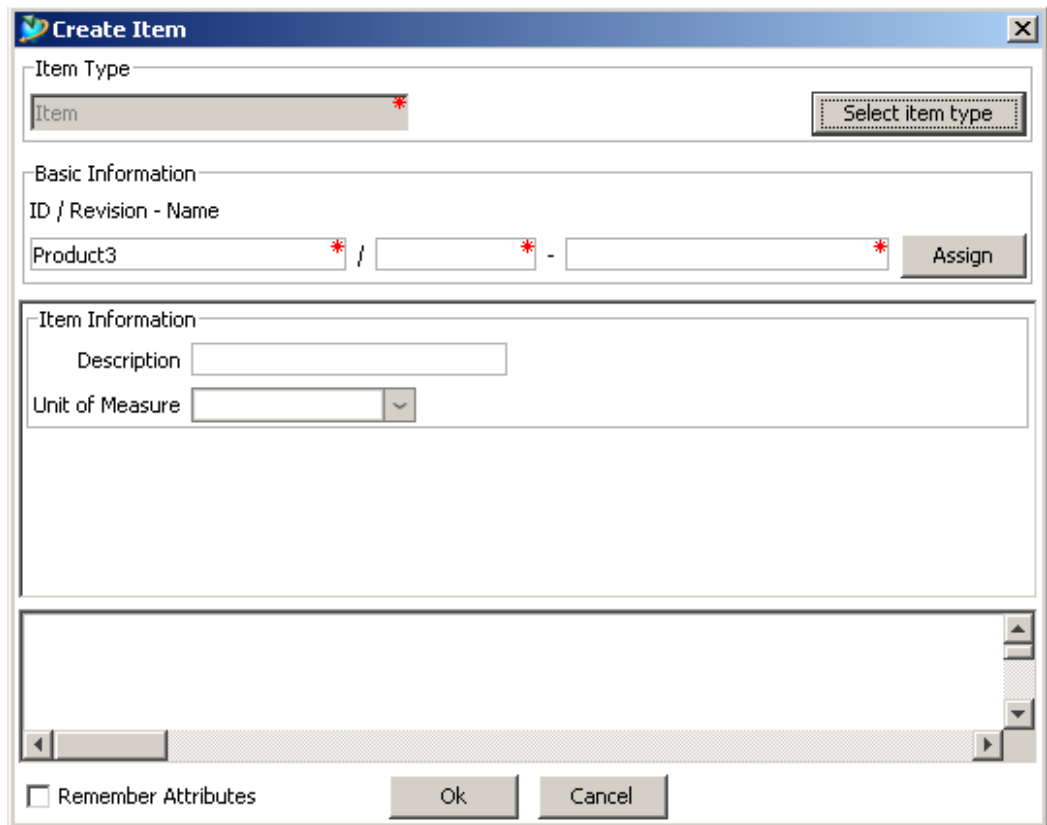 Create Item
Item Type
Item *
Select item type
Basic Information
ID / Revision - Name
Product3 * / * - * Assign
Item Information
Description
Unit of Measure
Remember Attributes Ok Cancel